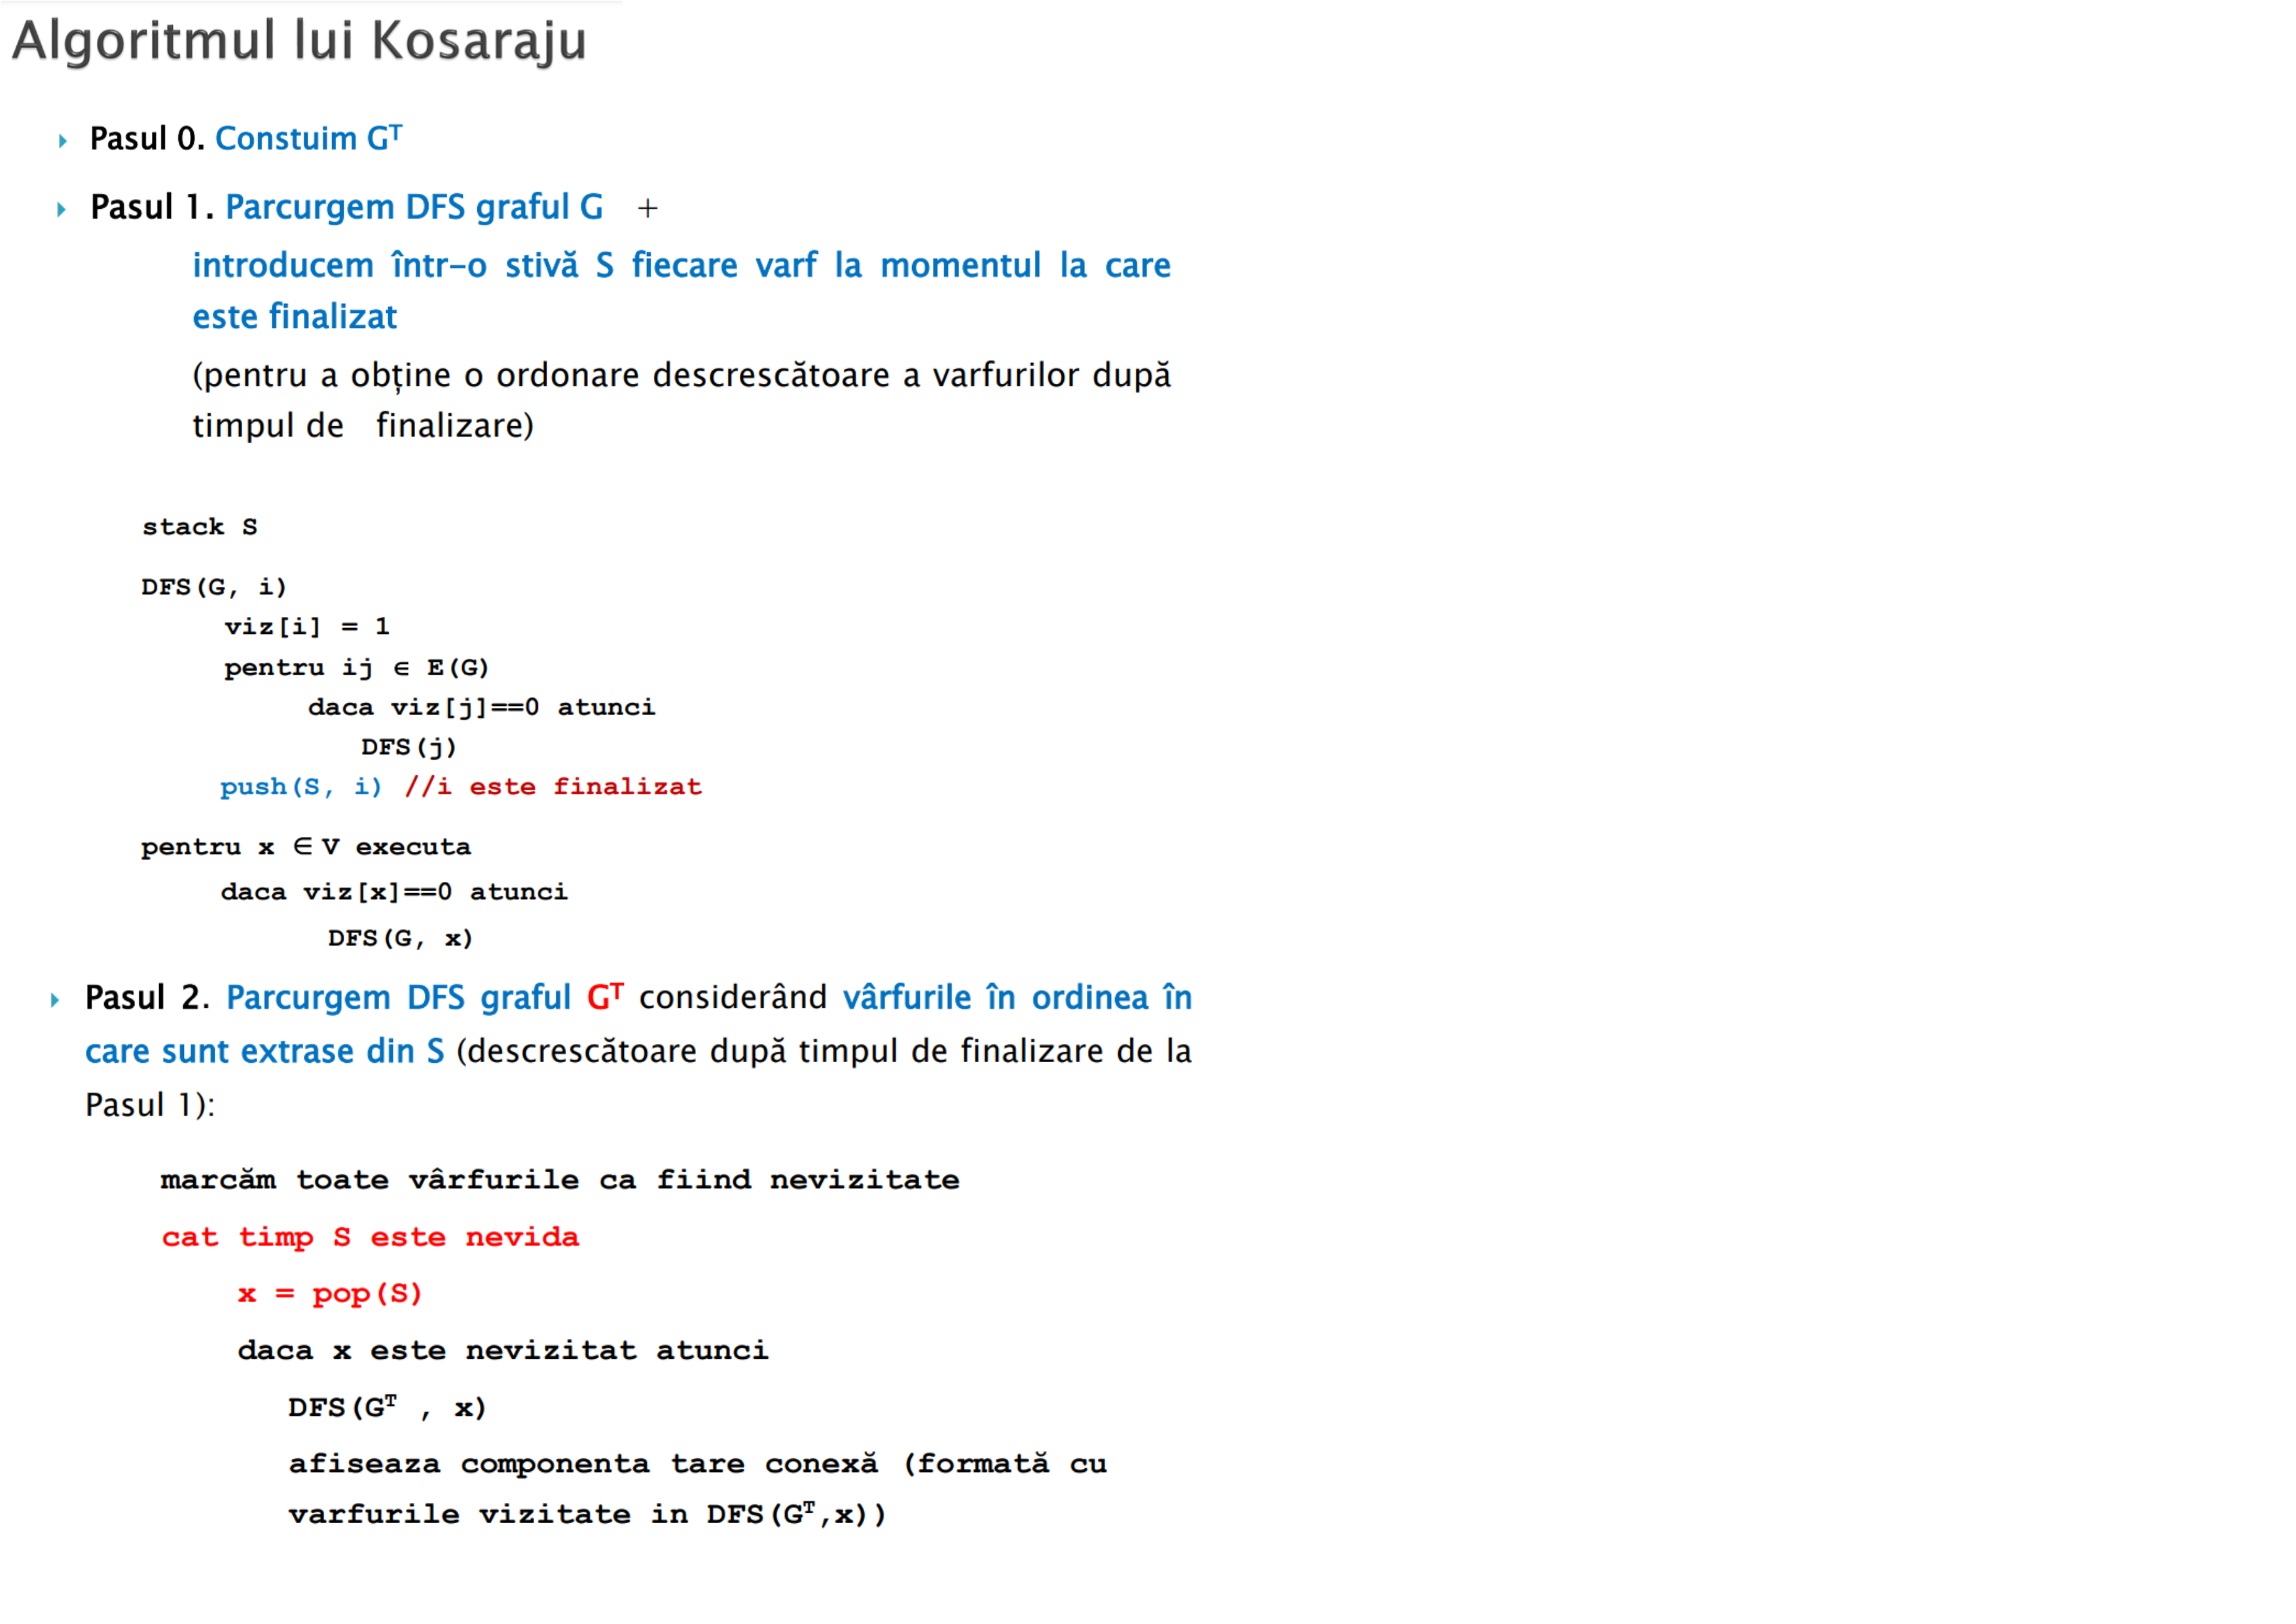 Algoritmul lui Kosaraju
Pasul 0. Constuim Gᵀ
Pasul 1. Parcurgem DFS graful G +
introducem într-o stivă S fiecare varf la momentul la care
este finalizat
(pentru a obține o ordonare descrescătoare a varfurilor după
timpul de finalizare)
stack S
DFS(G, i)
viz[i] = 1
pentru ij ∈ E(G)
daca viz[j]==0 atunci
DFS(j)
push(S, i) //i este finalizat
pentru x ∈ V executa
daca viz[x]==0 atunci
DFS(G, x)
Pasul 2. Parcurgem DFS graful Gᵀ considerând vârfurile în ordinea în
care sunt extrase din S (descrescătoare după timpul de finalizare de la
Pasul 1):
marcăm toate vârfurile ca fiind nevizitate
cat timp S este nevida
x = pop(S)
daca x este nevizitat atunci
DFS(Gᵀ , x)
afiseaza componenta tare conexă (formată cu
varfurile vizitate in DFS(Gᵀ,x))